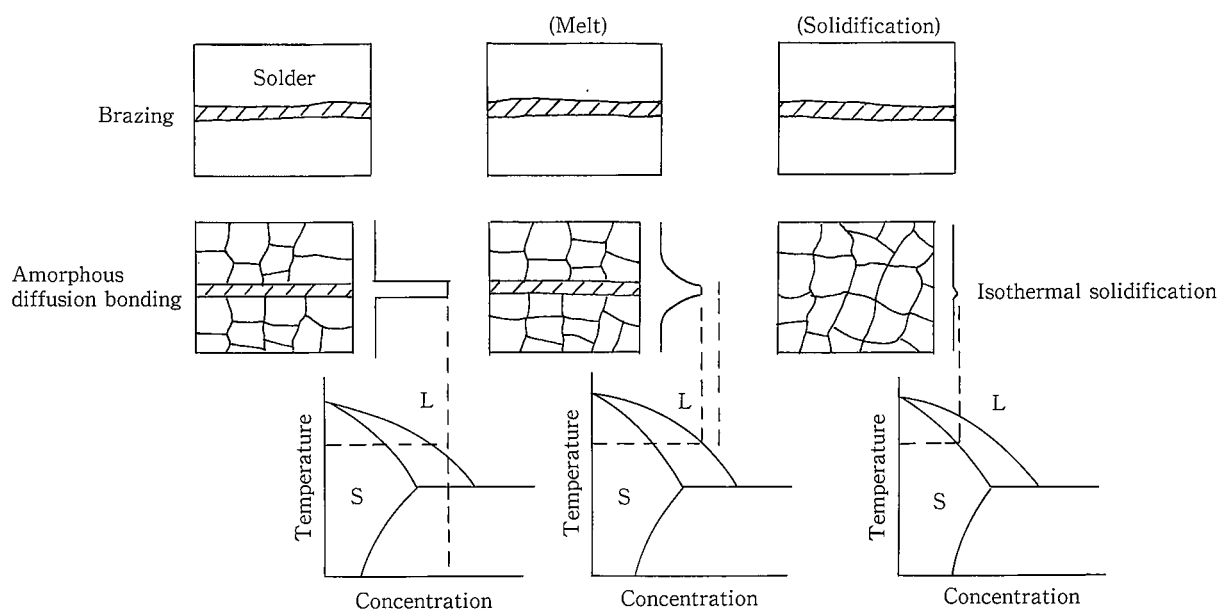 (Melt)
(Solidification)
Solder
Brazing
Amorphous
diffusion bonding
Isothermal solidification
Temperature
L
S
Concentration
Temperature
L
S
Concentration
Temperature
L
S
Concentration